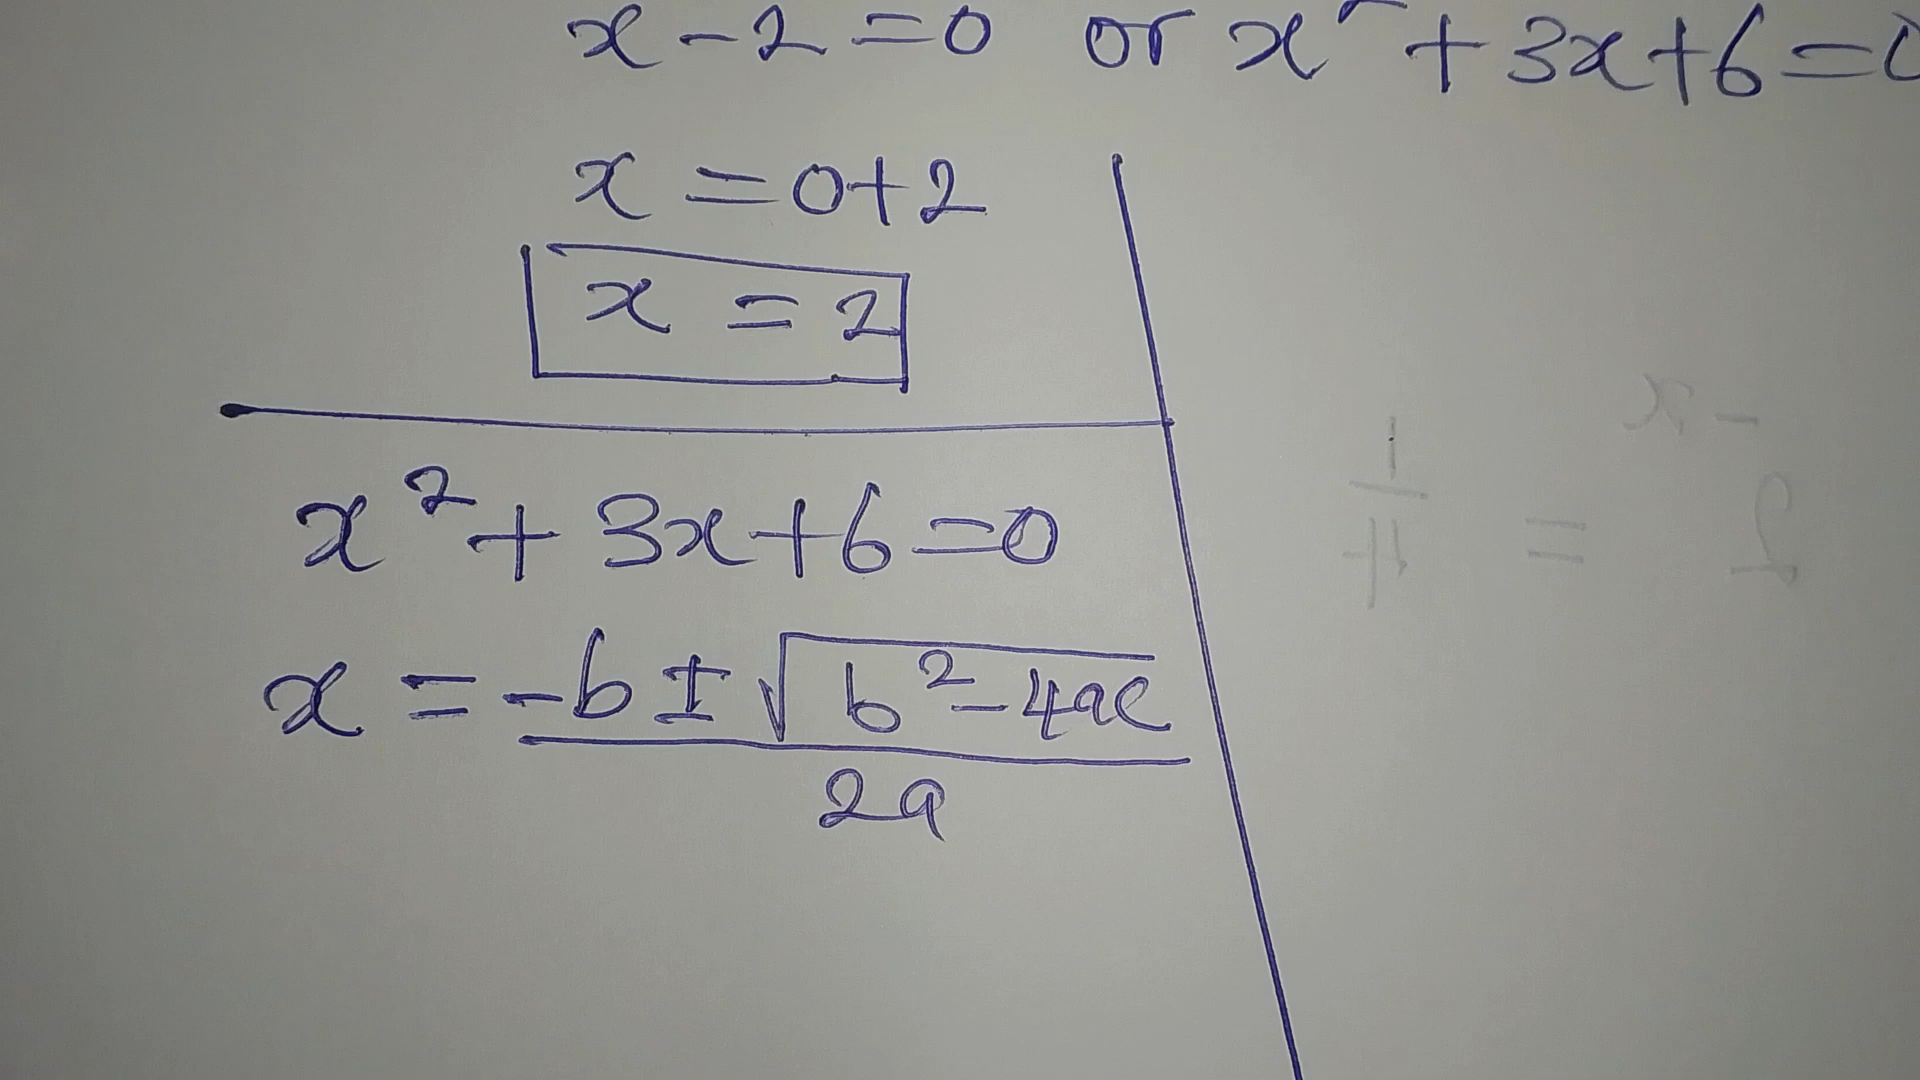 x - 2 = 0 or x² + 3x + 6 = 0
x = 0 + 2
x = 2
x² + 3x + 6 = 0
x = -b ± √b² - 4ac
2a